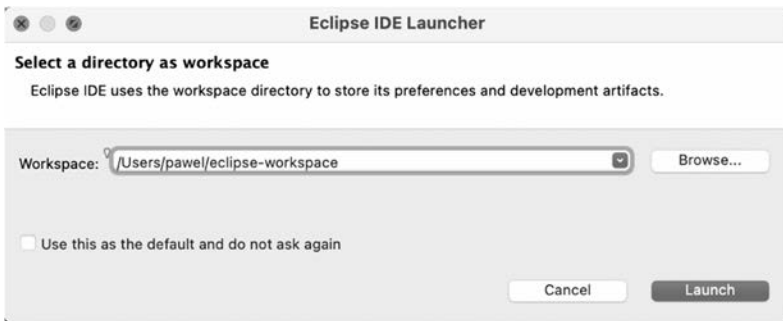 Eclipse IDE Launcher
Select a directory as workspace
Eclipse IDE uses the workspace directory to store its preferences and development artifacts.
Workspace: /Users/pawel/eclipse-workspace Browse...
Use this as the default and do not ask again
Cancel Launch